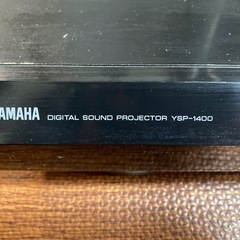 YAMAHA DIGITAL SOUND PROJECTOR YSP-1400